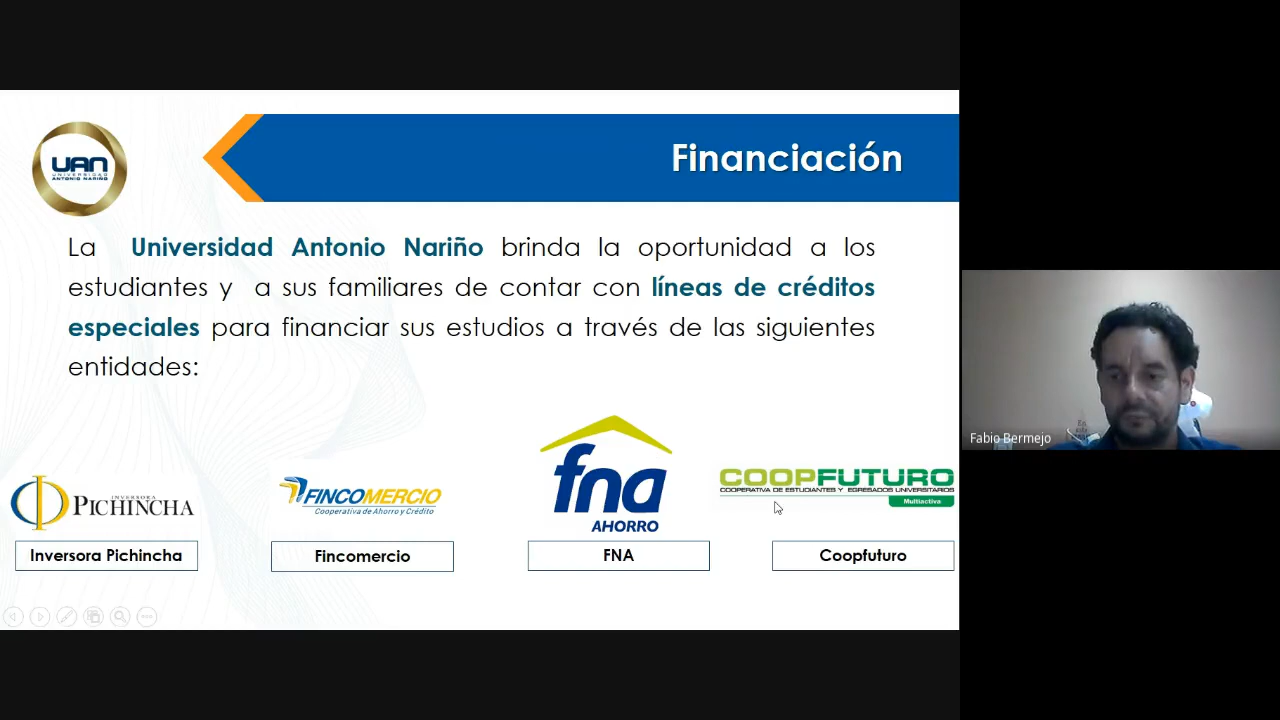 UAN
UNIVERSIDAD
ANTONIO NARIÑO
Financiación
La Universidad Antonio Nariño brinda la oportunidad a los
estudiantes y a sus familiares de contar con líneas de créditos
especiales para financiar sus estudios a través de las siguientes
entidades:
INVERSORA
PICHINCHA
FINCOMERCIO
Cooperativa de Ahorro y Crédito
fna
AHORRO
COOPFUTURO
COOPERATIVA DE ESTUDIANTES Y EGRESADOS UNIVERSITARIOS
Multiactiva
Inversora Pichincha
Fincomercio
FNA
Coopfuturo
Fabio Bermejo